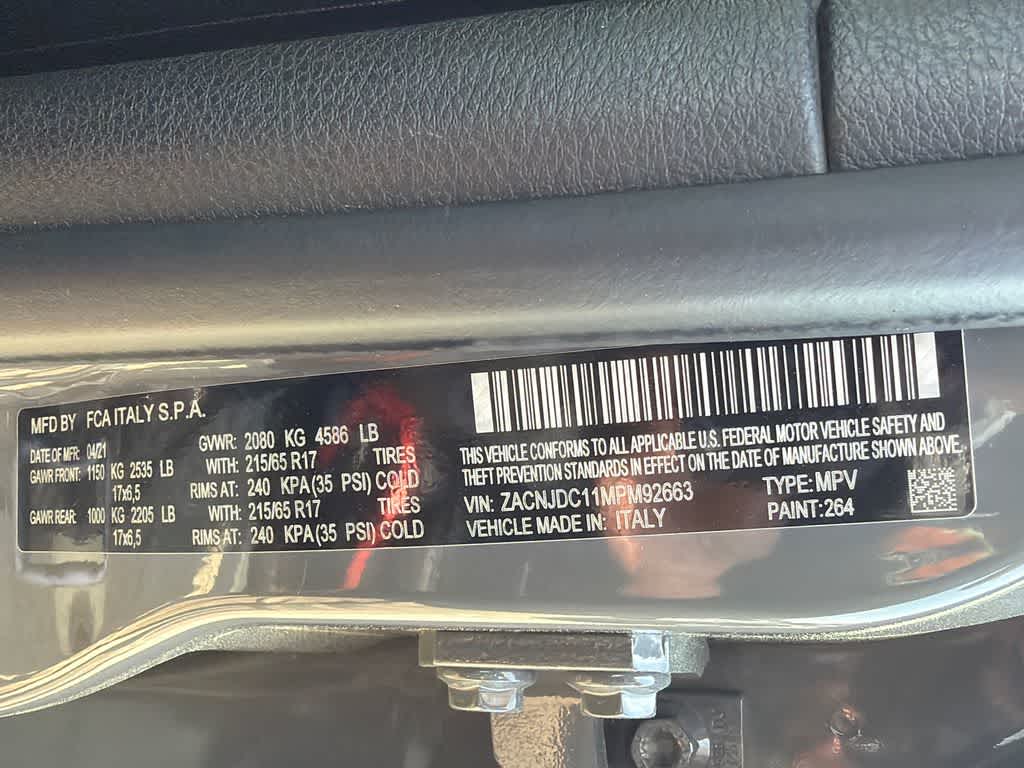 MFD BY FCA ITALY S.P.A.
DATE OF MFR: 04/21 GVWR: 2080 KG 4586 LB
GAWR FRONT: 1150 KG 2535 LB WITH: 215/65 R17 TIRES
17x6,5 RIMS AT: 240 KPA(35 PSI)COLD
GAWR REAR: 1000 KG 2205 LB WITH: 215/65 R17 TIRES
17x6,5 RIMS AT: 240 KPA(35 PSI)COLD
THIS VEHICLE CONFORMS TO ALL APPLICABLE U.S. FEDERAL MOTOR VEHICLE SAFETY AND
THEFT PREVENTION STANDARDS IN EFFECT ON THE DATE OF MANUFACTURE SHOWN ABOVE.
VIN: ZACNJDC11MPM92663 TYPE: MPV
VEHICLE MADE IN: ITALY PAINT:264